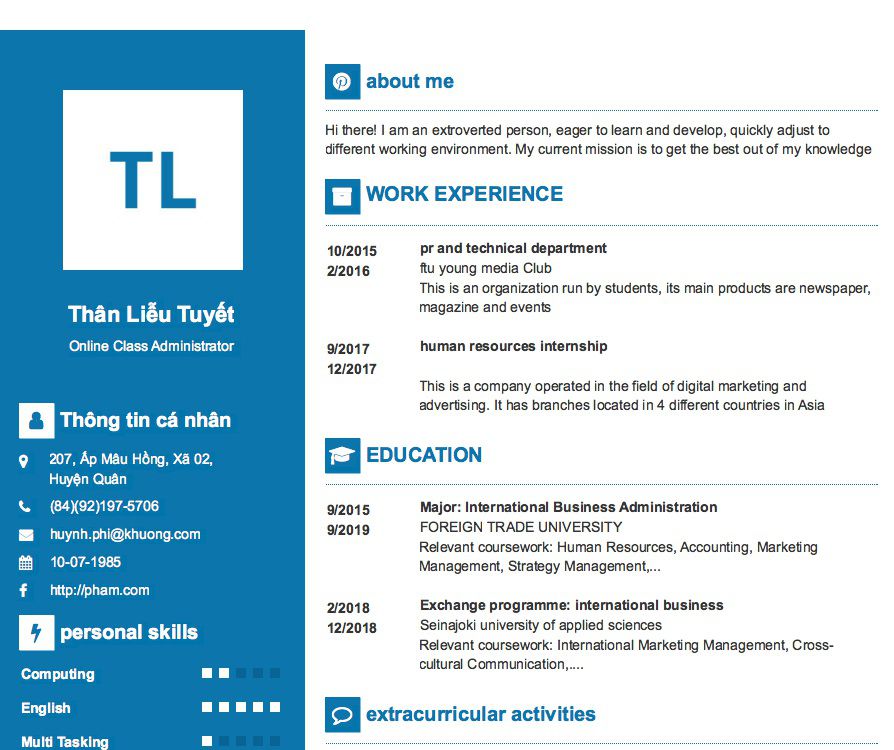 TL
Thân Liễu Tuyết
Online Class Administrator
Thông tin cá nhân
207, Ấp Mâu Hồng, Xã 02,
Huyện Quân
(84)(92)197-5706
huynh.phi@khuong.com
10-07-1985
http://pham.com
personal skills
Computing
English
Multi Tasking
about me
Hi there! I am an extroverted person, eager to learn and develop, quickly adjust to
different working environment. My current mission is to get the best out of my knowledge
WORK EXPERIENCE
10/2015
2/2016
pr and technical department
ftu young media Club
This is an organization run by students, its main products are newspaper,
magazine and events
9/2017
12/2017
human resources internship
This is a company operated in the field of digital marketing and
advertising. It has branches located in 4 different countries in Asia
EDUCATION
9/2015
9/2019
Major: International Business Administration
FOREIGN TRADE UNIVERSITY
Relevant coursework: Human Resources, Accounting, Marketing
Management, Strategy Management,...
2/2018
12/2018
Exchange programme: international business
Seinajoki university of applied sciences
Relevant coursework: International Marketing Management, Cross-
cultural Communication,....
extracurricular activities